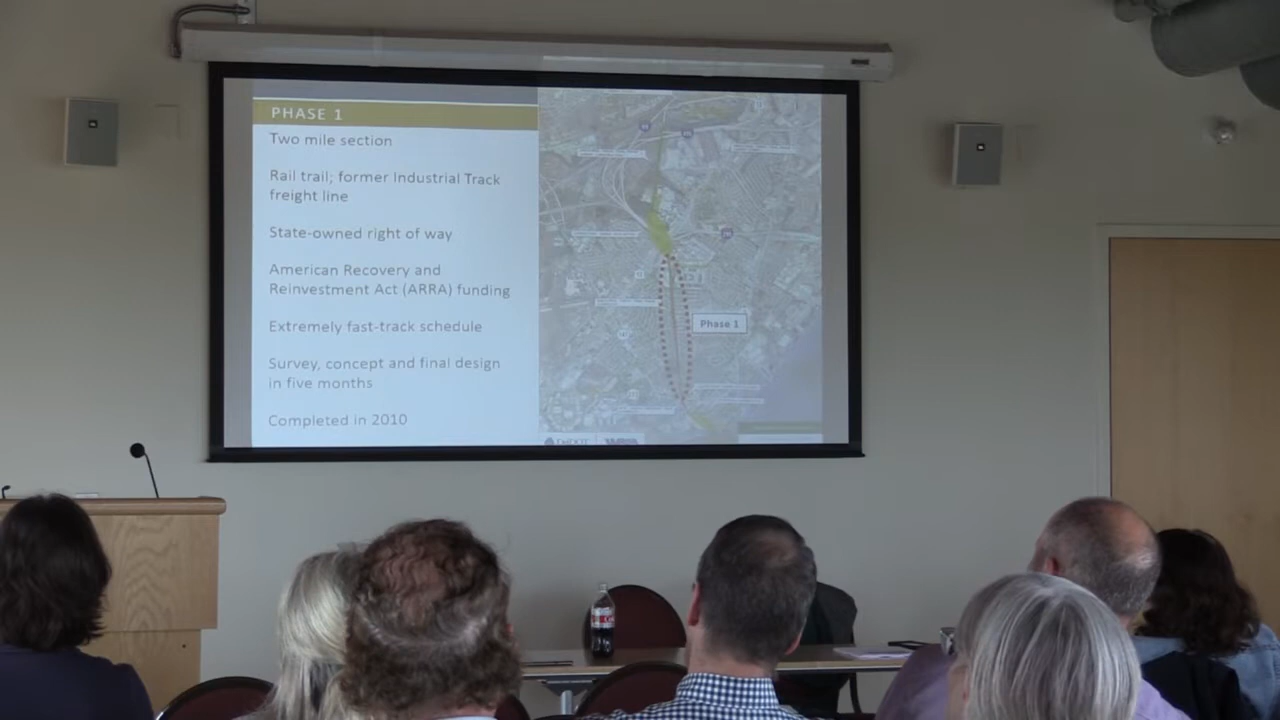 PHASE 1
Two mile section
Rail trail; former Industrial Track
freight line
State-owned right of way
American Recovery and
Reinvestment Act (ARRA) funding
Extremely fast-track schedule
Survey, concept and final design
in five months
Completed in 2010
Phase 1